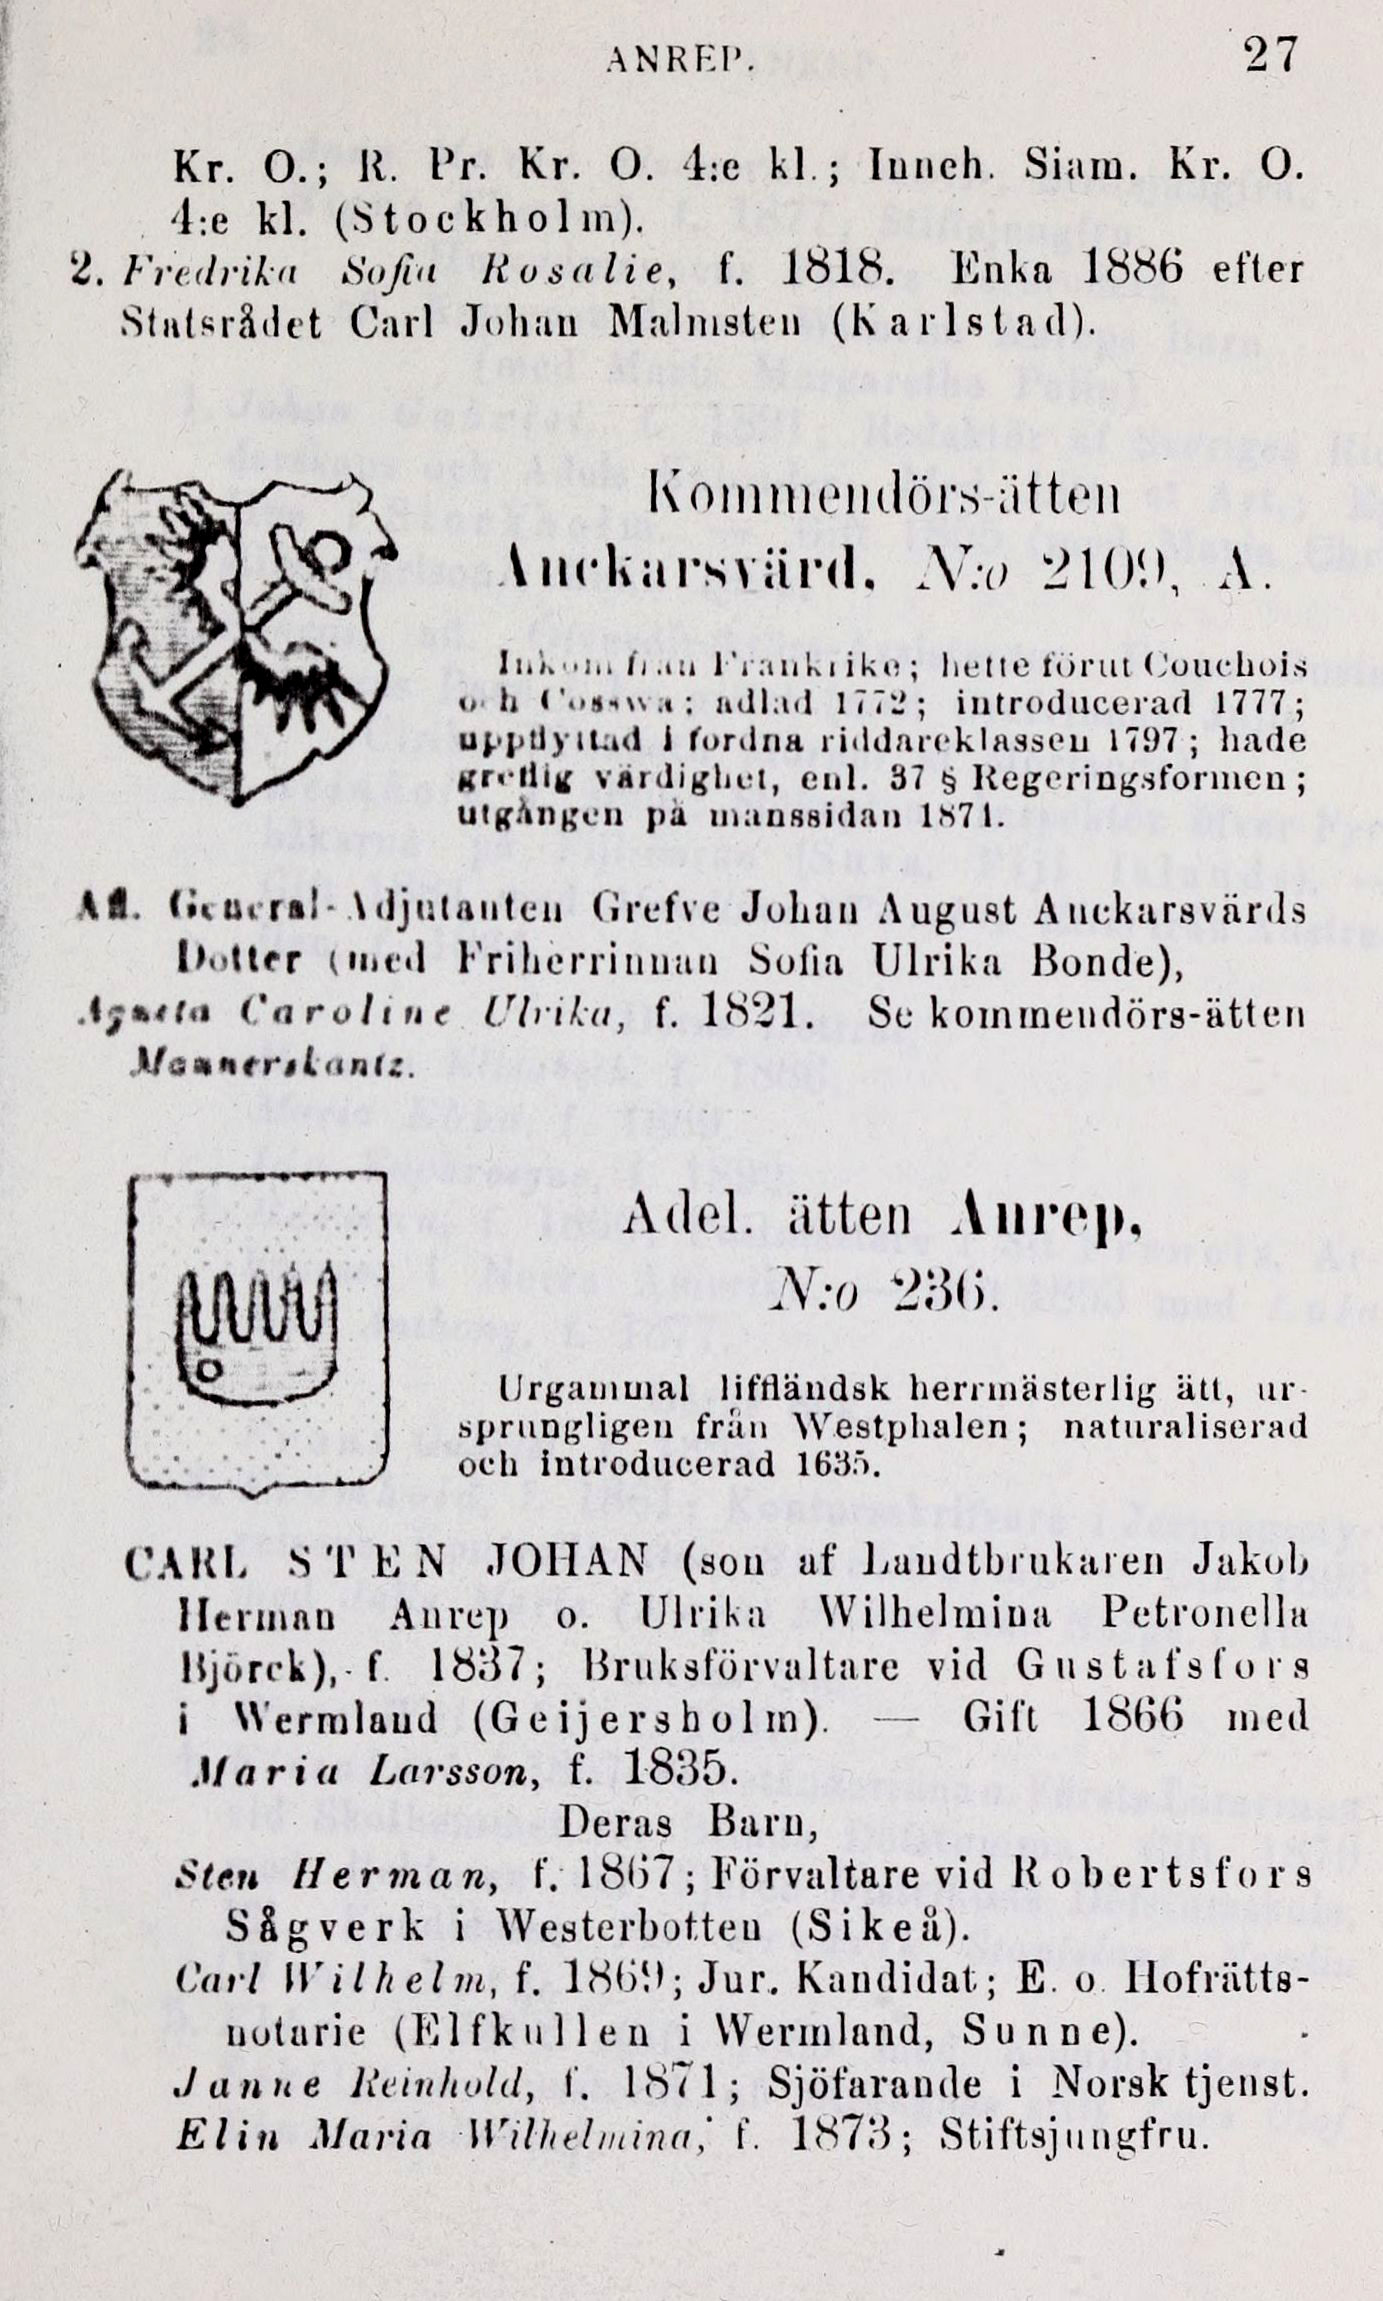 ANREP. 27
Kr. O.; R. Pr. Kr. O. 4:e kl.; Inneh. Siam. Kr. O.
4:e kl. (Stockholm).
2. Fredrika Sofia Rosalie, f. 1818. Enka 1886 efter
Statsrådet Carl Johan Malmsten (Karlstad).
Kommendörs-ätten
Anckarsvärd, N:o 2109, A.
Inkom från Frankrike; hette förut Couchois
och Cosswa; adlad 1772; introducerad 1777;
uppflyttad i fordna riddareklassen 1797; hade
greflig värdighet, enl. 37 § Regeringsformen;
utgången på manssidan 1871.
Afl. General-Adjutanten Grefve Johan August Anckarsvärds
Dotter (med Friherrinnan Sofia Ulrika Bonde),
Agneta Caroline Ulrika, f. 1821. Se kommendörs-ätten
Mannerskantz.
Adel. ätten Anrep,
N:o 236.
Urgammal liffländsk herrmästerlig ätt, ur-
sprungligen från Westphalen; naturaliserad
och introducerad 1635.
CARL STEN JOHAN (son af Landtbrukaren Jakob
Herman Anrep o. Ulrika Wilhelmina Petronella
Björck), f. 1837; Bruksförvaltare vid Gustafsfors
i Wermland (Geijersholm). — Gift 1866 med
Maria Larsson, f. 1835.
Deras Barn,
Sten Herman, f. 1867; Förvaltare vid Robertsfors
Sågverk i Westerbotten (Sikeå).
Carl Wilhelm, f. 1869; Jur. Kandidat; E. o. Hofrätts-
notarie (Elfkullen i Wermland, Sunne).
Janne Reinhold, f. 1871; Sjöfarande i Norsk tjenst.
Elin Maria Wilhelmina, f. 1873; Stiftsjungfru.